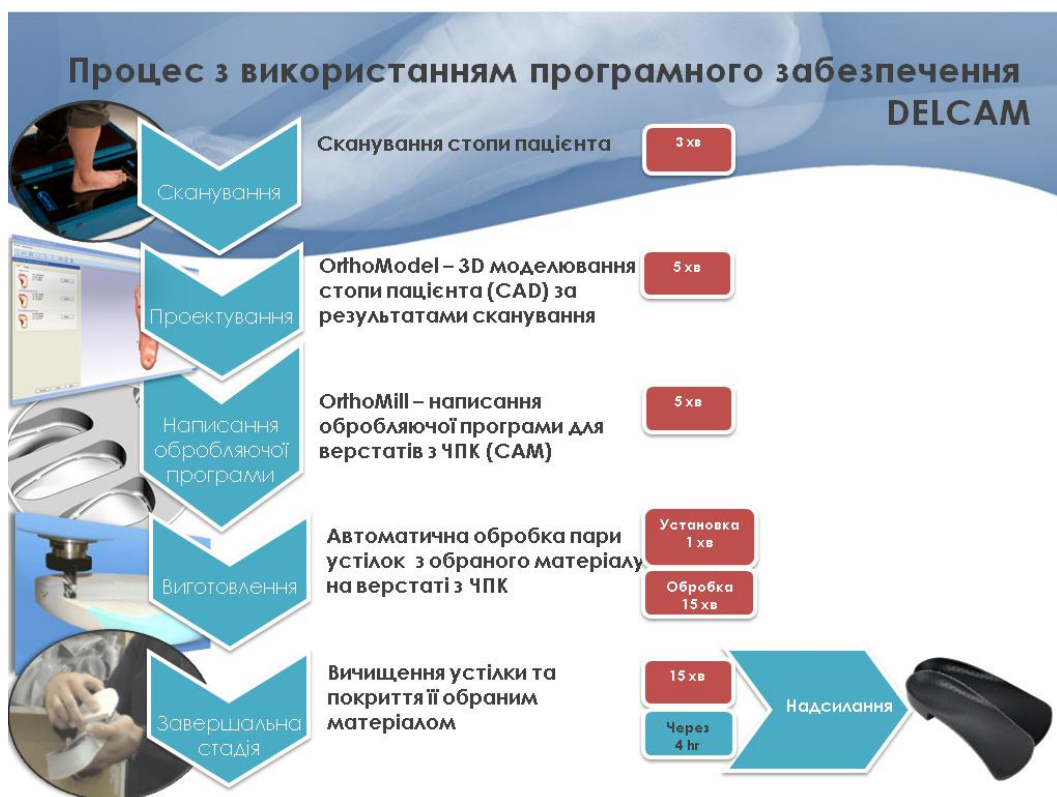 Процес з використанням програмного забезпечення
DELCAM
Сканування
Сканування стопи пацієнта
3 хв
Проектування
OrthoModel – 3D моделювання
стопи пацієнта (CAD) за
результатами сканування
5 хв
Написання
обробляючої
програми
OrthoMill – написання
обробляючої програми для
верстатів з ЧПК (CAM)
5 хв
Виготовлення
Автоматична обробка пари
устілок з обраного матеріалу
на верстаті з ЧПК
Установка
1 хв
Обробка
15 хв
Завершальна
стадія
Вичищення устілки та
покриття її обраним
матеріалом
15 хв
Через
4 hr
Надсилання